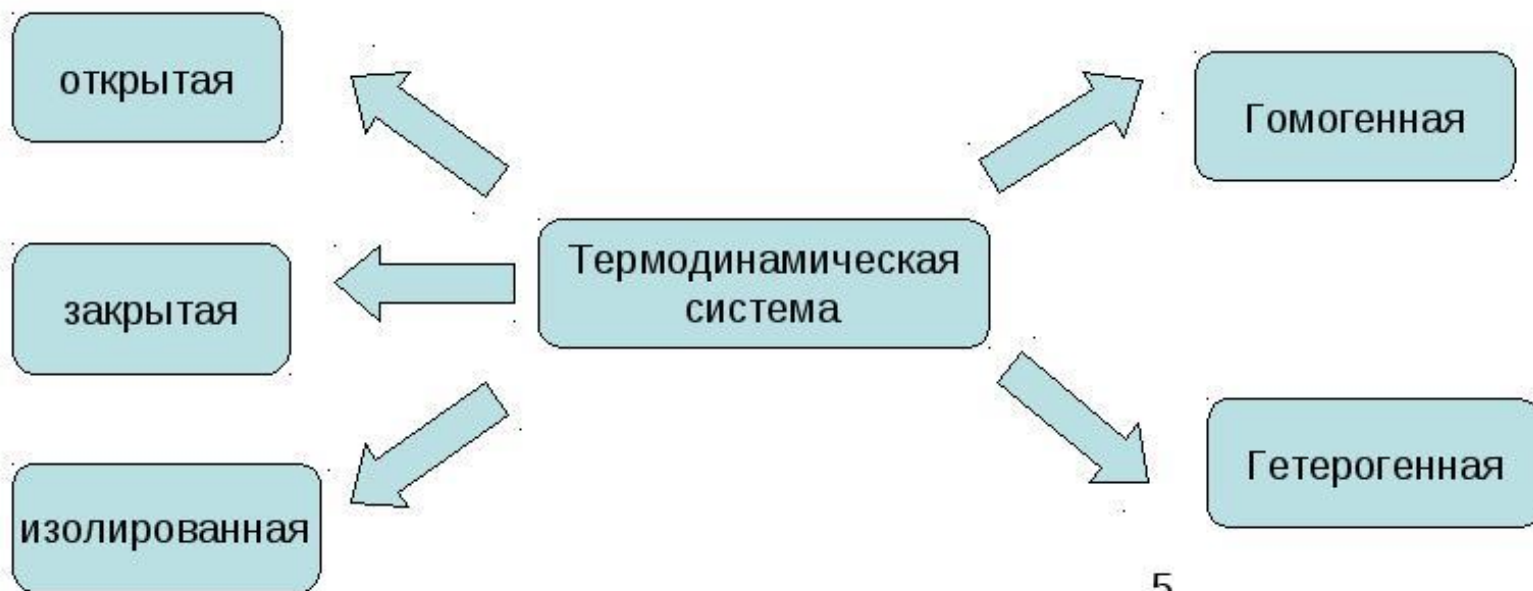 открытая
Гомогенная
Термодинамическая
система
закрытая
Гетерогенная
изолированная
5